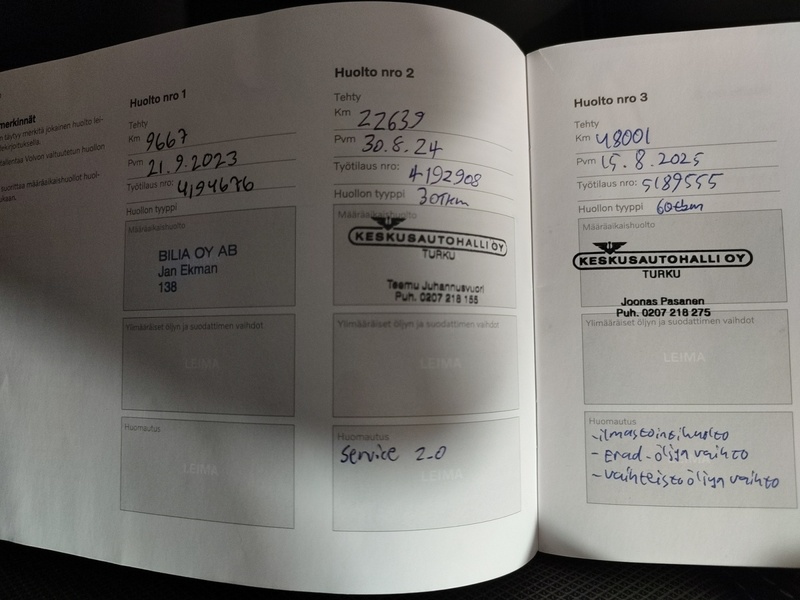 merkinnät
Huolto nro 1
Tehty
Km 9667
Pvm 21.9.2023
Työtilaus nro: 4194676
Huollon tyyppi
Määräaikaishuolto
BILIA OY AB
Jan Ekman
138
Ylimääräiset öljyn ja suodattimen vaihdot
LEIMA
Huomautus
LEIMA
Huolto nro 2
Tehty
Km 22639
Pvm 30.8.24
Työtilaus nro: 4192908
Huollon tyyppi 30tkm
Määräaikaishuolto
KESKUSAUTOHALLI OY
TURKU
Teemu Juhannusvuori
Puh. 0207 218 155
Ylimääräiset öljyn ja suodattimen vaihdot
LEIMA
Huomautus
Service 2.0
LEIMA
Huolto nro 3
Tehty
Km 48001
Pvm 15.8.2025
Työtilaus nro: 5189555
Huollon tyyppi 60tkm
Määräaikaishuolto
KESKUSAUTOHALLI OY
TURKU
Joonas Pasanen
Puh. 0207 218 275
Ylimääräiset öljyn ja suodattimen vaihdot
LEIMA
Huomautus
-ilmastointihuolto
-Erad-öljyn vaihto
-vaihteistoöljyn vaihto